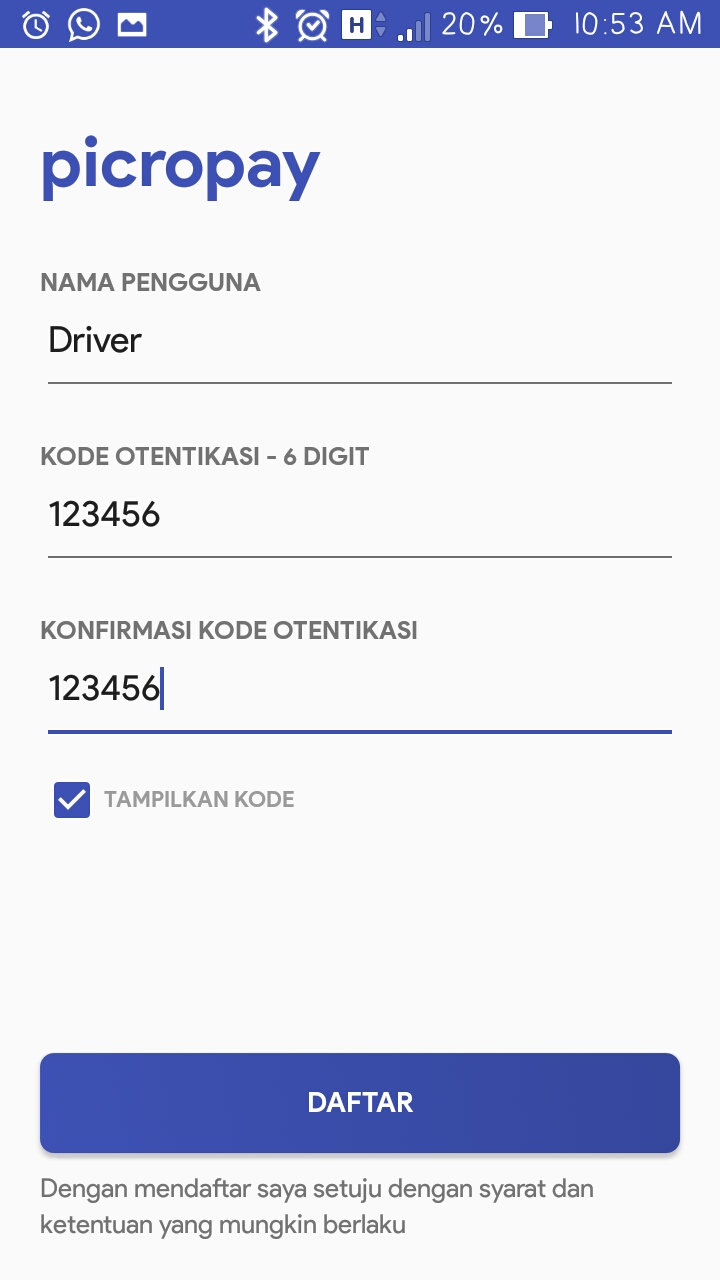 H 20% 10:53 AM
picropay
NAMA PENGGUNA
Driver
KODE OTENTIKASI - 6 DIGIT
123456
KONFIRMASI KODE OTENTIKASI
123456
TAMPILKAN KODE
DAFTAR
Dengan mendaftar saya setuju dengan syarat dan
ketentuan yang mungkin berlaku